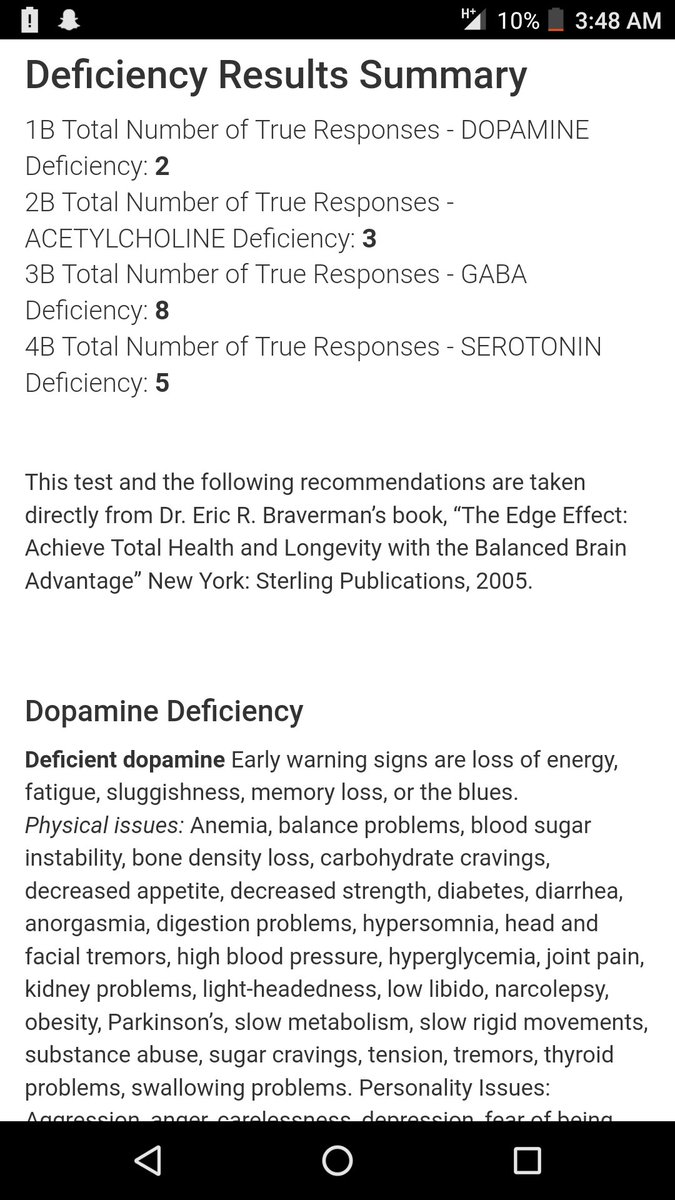 H+ 10% 3:48 AM
Deficiency Results Summary
1B Total Number of True Responses - DOPAMINE
Deficiency: 2
2B Total Number of True Responses -
ACETYLCHOLINE Deficiency: 3
3B Total Number of True Responses - GABA
Deficiency: 8
4B Total Number of True Responses - SEROTONIN
Deficiency: 5
This test and the following recommendations are taken
directly from Dr. Eric R. Braverman’s book, “The Edge Effect:
Achieve Total Health and Longevity with the Balanced Brain
Advantage” New York: Sterling Publications, 2005.
Dopamine Deficiency
Deficient dopamine Early warning signs are loss of energy,
fatigue, sluggishness, memory loss, or the blues.
Physical issues: Anemia, balance problems, blood sugar
instability, bone density loss, carbohydrate cravings,
decreased appetite, decreased strength, diabetes, diarrhea,
anorgasmia, digestion problems, hypersomnia, head and
facial tremors, high blood pressure, hyperglycemia, joint pain,
kidney problems, light-headedness, low libido, narcolepsy,
obesity, Parkinson’s, slow metabolism, slow rigid movements,
substance abuse, sugar cravings, tension, tremors, thyroid
problems, swallowing problems. Personality Issues:
Aggression, anger, carelessness, depression, fear of being